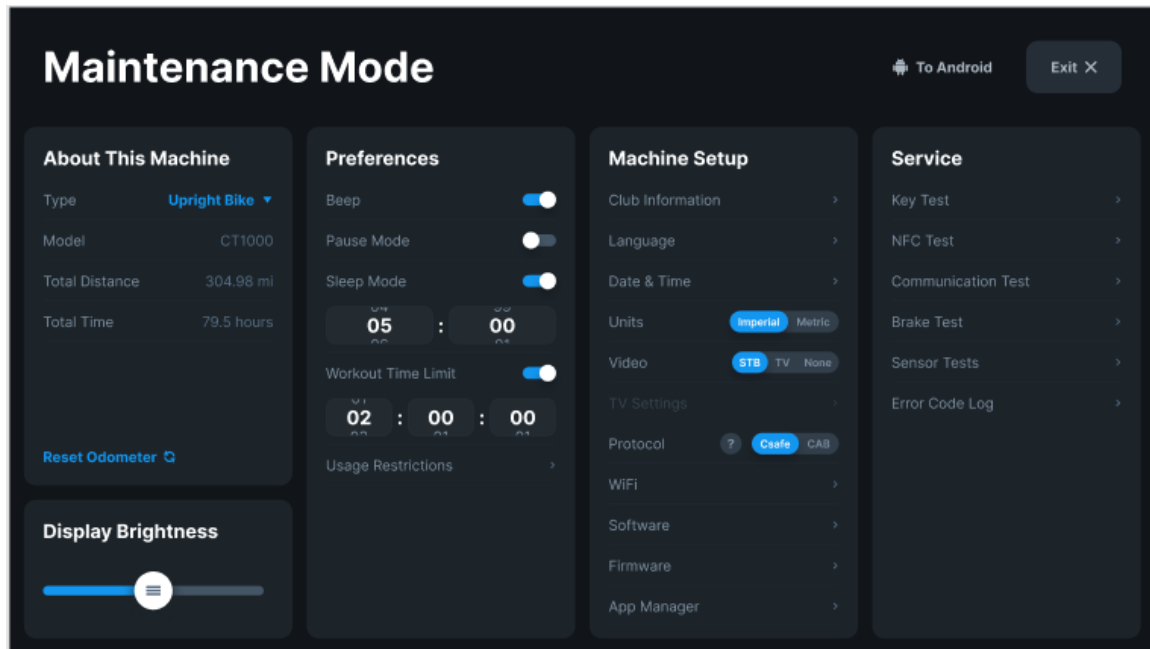 Maintenance Mode
To Android
Exit
About This Machine
Type Upright Bike
Model CT1000
Total Distance 304.98 mi
Total Time 79.5 hours
Reset Odometer
Display Brightness
Preferences
Beep
Pause Mode
Sleep Mode
05 : 00
Workout Time Limit
02 : 00 : 00
Usage Restrictions
Machine Setup
Club Information
Language
Date & Time
Units Imperial Metric
Video STB TV None
TV Settings
Protocol ? Csafe CAB
WiFi
Software
Firmware
App Manager
Service
Key Test
NFC Test
Communication Test
Brake Test
Sensor Tests
Error Code Log